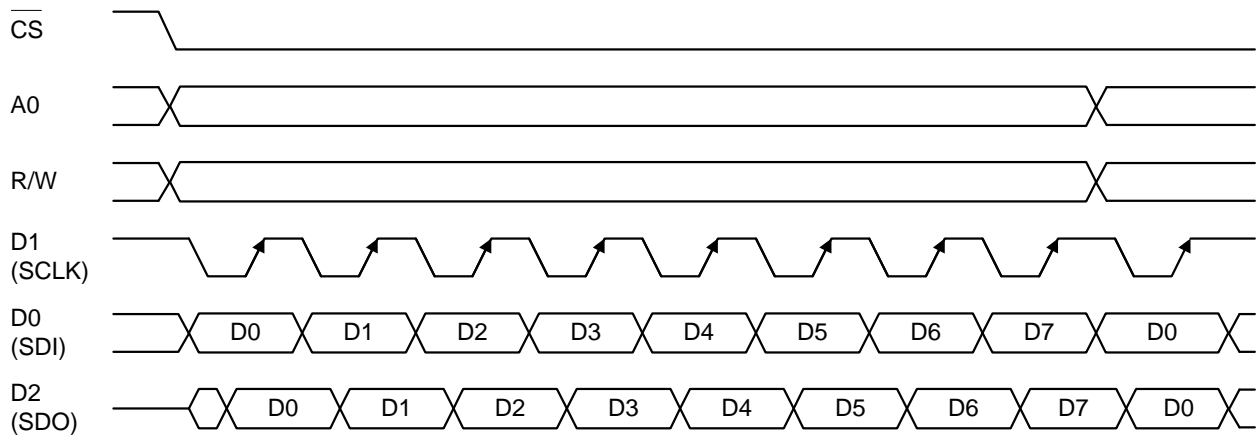 CS
A0
R/W
D1
(SCLK)
D0
(SDI)
D0 D1 D2 D3 D4 D5 D6 D7 D0
D2
(SDO)
D0 D1 D2 D3 D4 D5 D6 D7 D0